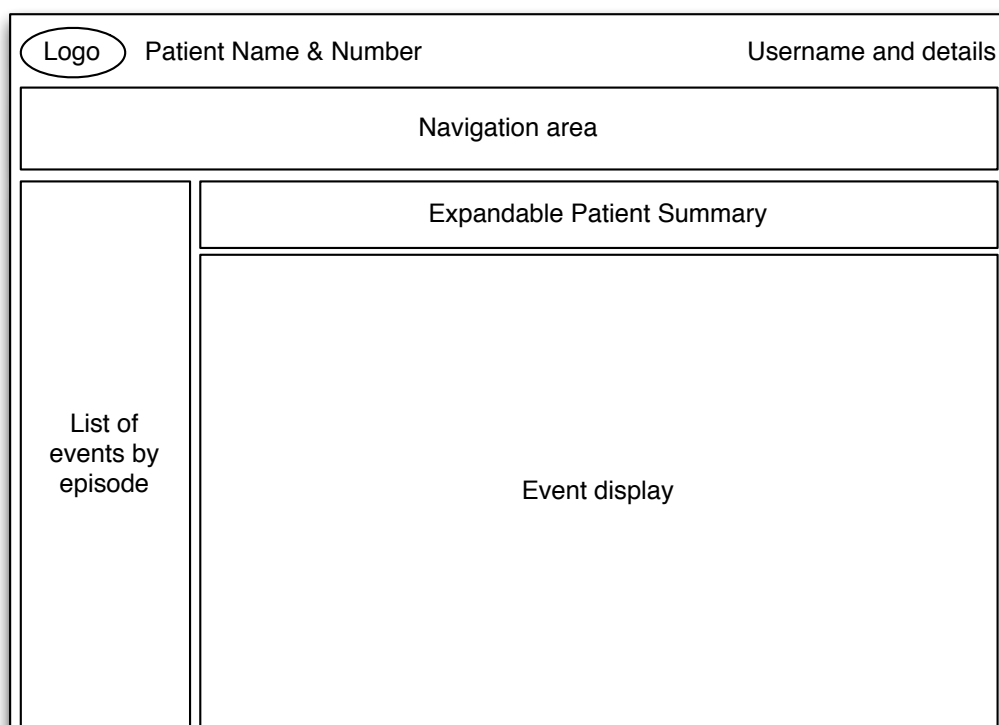 Logo
Patient Name & Number
Username and details
Navigation area
Expandable Patient Summary
List of
events by
episode
Event display